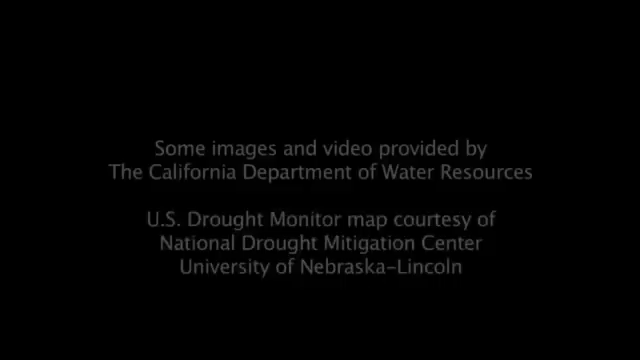 Some images and video provided by
The California Department of Water Resources
U.S. Drought Monitor map courtesy of
National Drought Mitigation Center
University of Nebraska-Lincoln